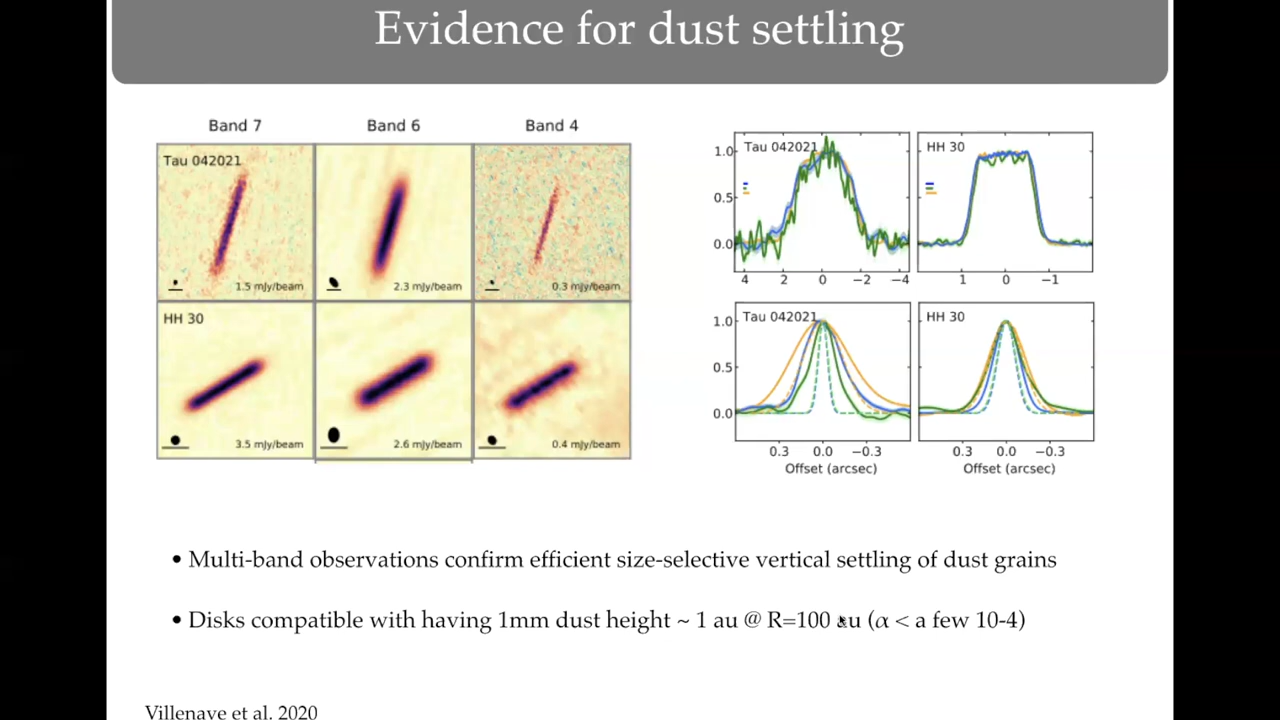 Evidence for dust settling
Band 7 Band 6 Band 4
Tau 042021
1.5 mJy/beam
2.3 mJy/beam
0.3 mJy/beam
HH 30
3.5 mJy/beam
2.6 mJy/beam
0.4 mJy/beam
Tau 042021
1.0
0.5
0.0
4 2 0 −2 −4
HH 30
1 0 −1
Tau 042021
1.0
0.5
0.0
0.3 0.0 −0.3
Offset (arcsec)
HH 30
0.3 0.0 −0.3
Offset (arcsec)
• Multi-band observations confirm efficient size-selective vertical settling of dust grains
• Disks compatible with having 1mm dust height ~ 1 au @ R=100 au (α < a few 10-4)
Villenave et al. 2020